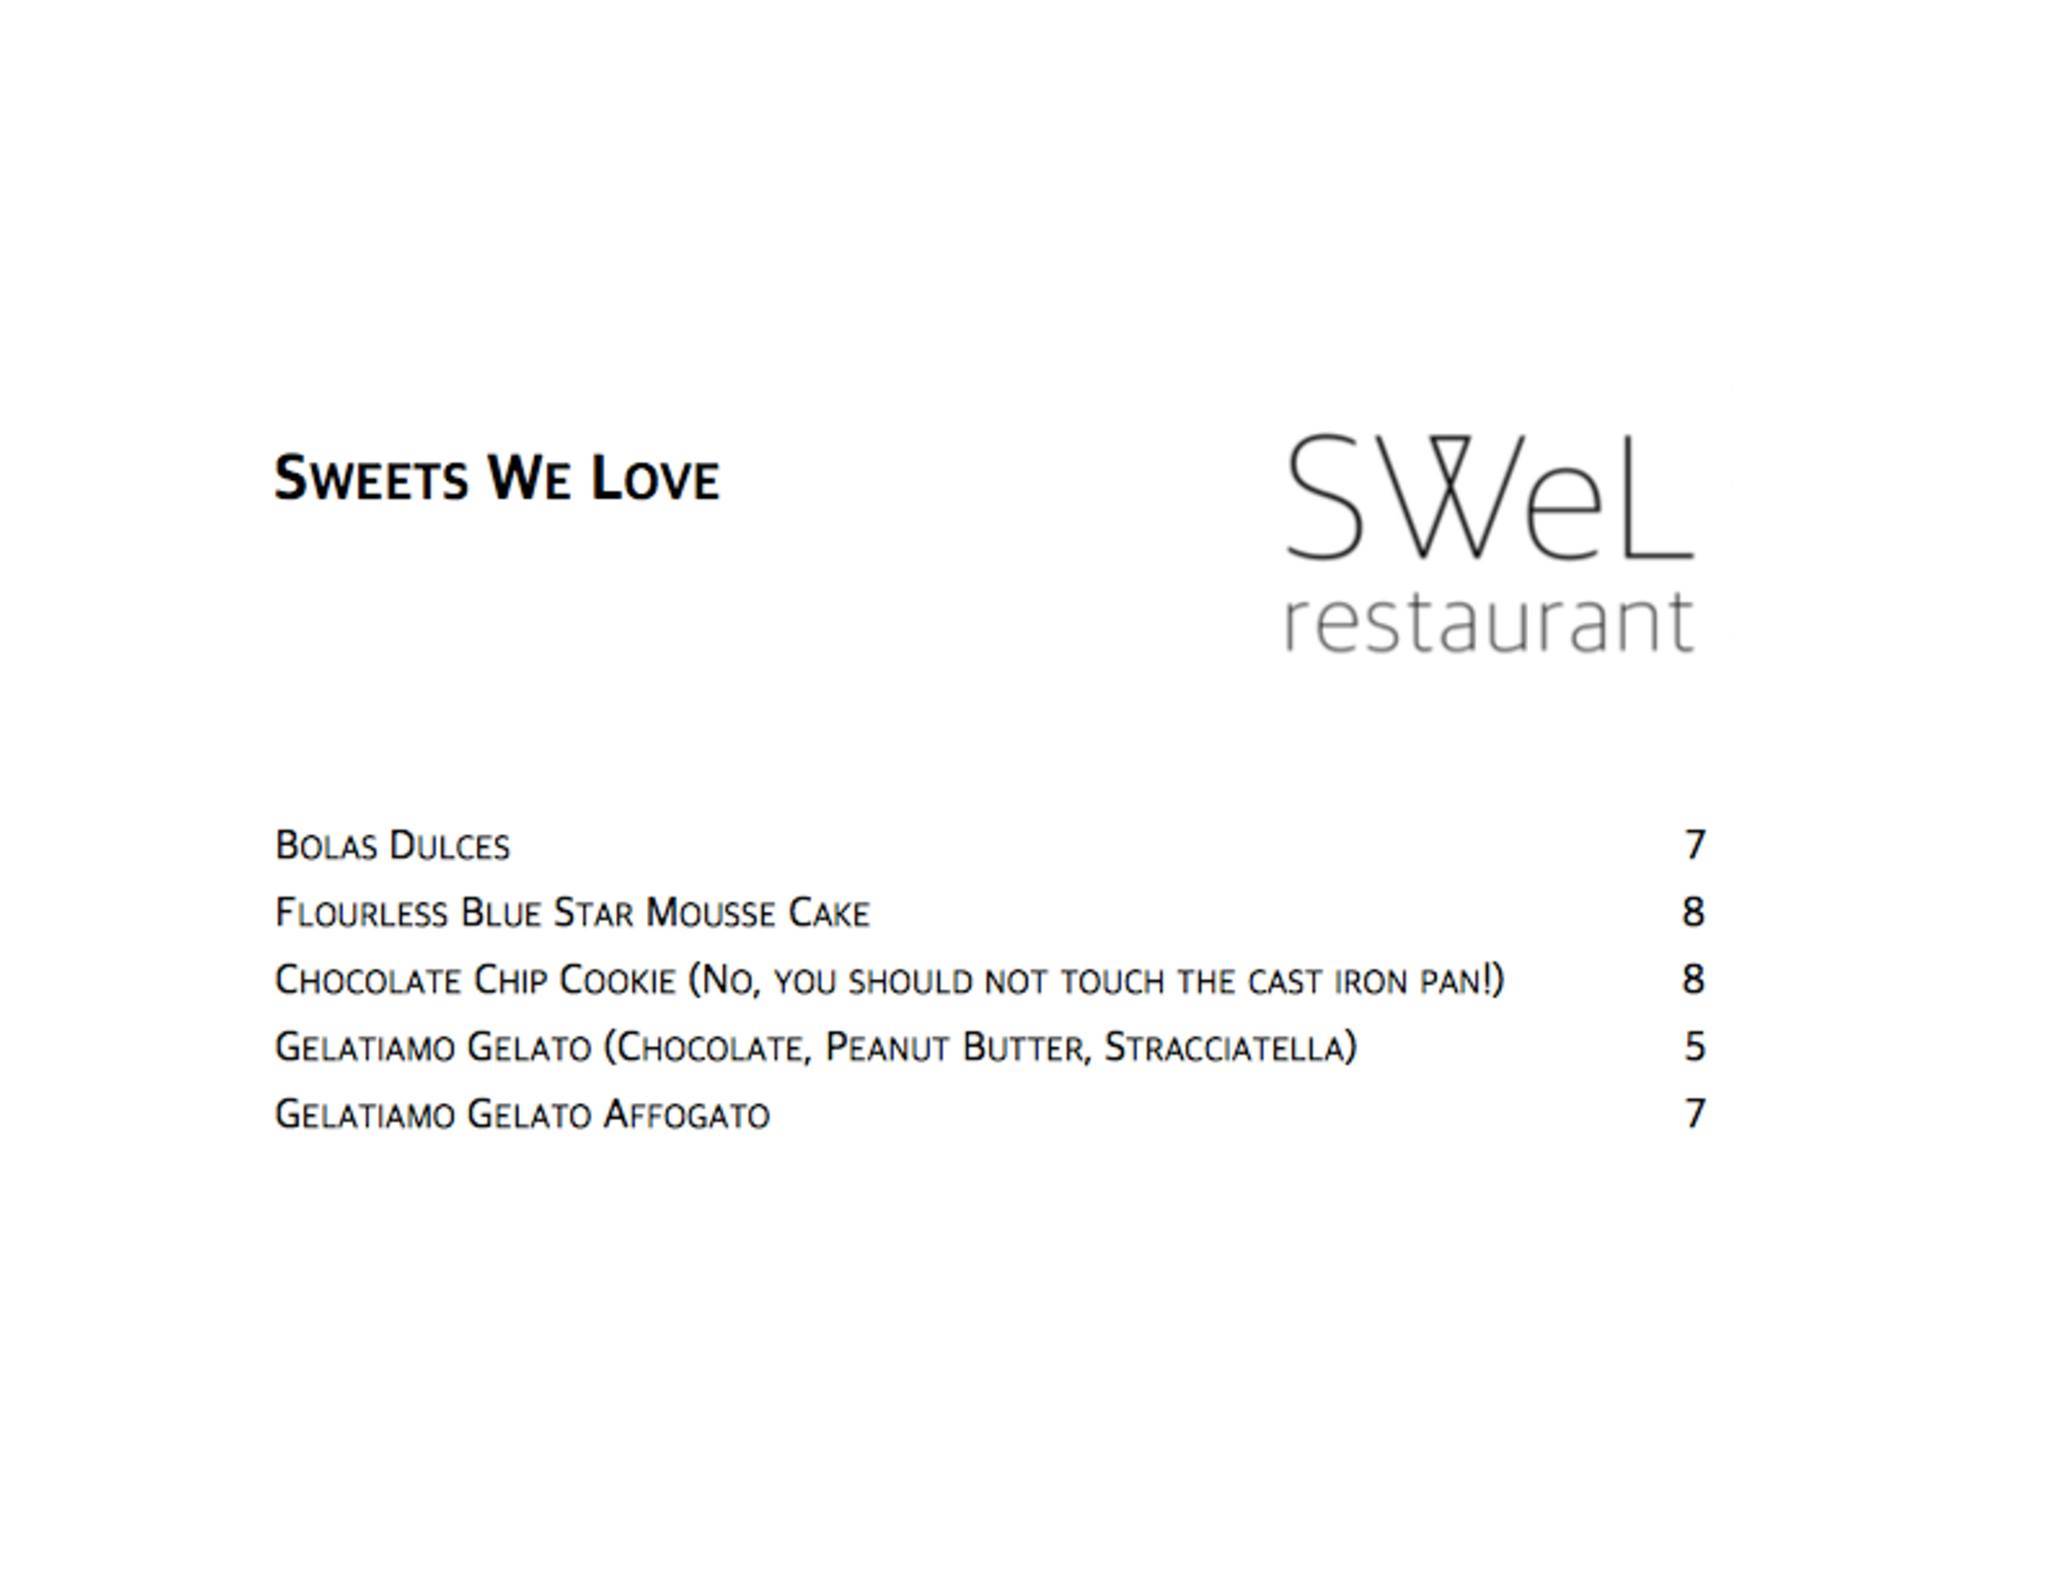 Sweets We Love
SWeL
restaurant
Bolas Dulces 7
Flourless Blue Star Mousse Cake 8
Chocolate Chip Cookie (No, you should not touch the cast iron pan!) 8
Gelatiamo Gelato (Chocolate, Peanut Butter, Stracciatella) 5
Gelatiamo Gelato Affogato 7